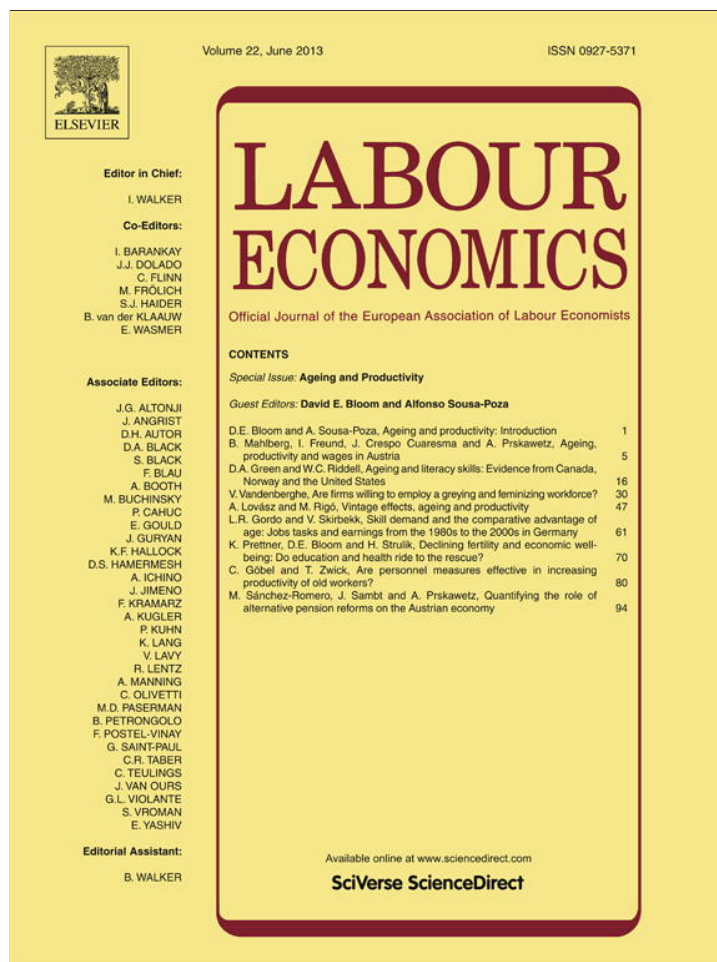 Volume 22, June 2013
ISSN 0927-5371
ELSEVIER
Editor in Chief:
I. WALKER
Co-Editors:
I. BARANKAY
J.J. DOLADO
C. FLINN
M. FRÖLICH
S.J. HAIDER
B. van der KLAAUW
E. WASMER
Associate Editors:
J.G. ALTONJI
J. ANGRIST
D.H. AUTOR
D.A. BLACK
S. BLACK
F. BLAU
A. BOOTH
M. BUCHINSKY
P. CAHUC
E. GOULD
J. GURYAN
K.F. HALLOCK
D.S. HAMERMESH
A. ICHINO
J. JIMENO
F. KRAMARZ
A. KUGLER
P. KUHN
K. LANG
V. LAVY
R. LENTZ
A. MANNING
C. OLIVETTI
M.D. PASERMAN
B. PETRONGOLO
F. POSTEL-VINAY
G. SAINT-PAUL
C.R. TABER
C. TEULINGS
J. VAN OURS
G.L. VIOLANTE
S. VROMAN
E. YASHIV
Editorial Assistant:
B. WALKER
LABOUR
ECONOMICS
Official Journal of the European Association of Labour Economists
CONTENTS
Special Issue: Ageing and Productivity
Guest Editors: David E. Bloom and Alfonso Sousa-Poza
D.E. Bloom and A. Sousa-Poza, Ageing and productivity: Introduction 1
B. Mahlberg, I. Freund, J. Crespo Cuaresma and A. Prskawetz, Ageing,
productivity and wages in Austria 5
D.A. Green and W.C. Riddell, Ageing and literacy skills: Evidence from Canada,
Norway and the United States 16
V. Vandenberghe, Are firms willing to employ a greying and feminizing workforce? 30
A. Lovász and M. Rigó, Vintage effects, ageing and productivity 47
L.R. Gordo and V. Skirbekk, Skill demand and the comparative advantage of
age: Jobs tasks and earnings from the 1980s to the 2000s in Germany 61
K. Prettner, D.E. Bloom and H. Strulik, Declining fertility and economic well-
being: Do education and health ride to the rescue? 70
C. Göbel and T. Zwick, Are personnel measures effective in increasing
productivity of old workers? 80
M. Sánchez-Romero, J. Sambt and A. Prskawetz, Quantifying the role of
alternative pension reforms on the Austrian economy 94
Available online at www.sciencedirect.com
SciVerse ScienceDirect